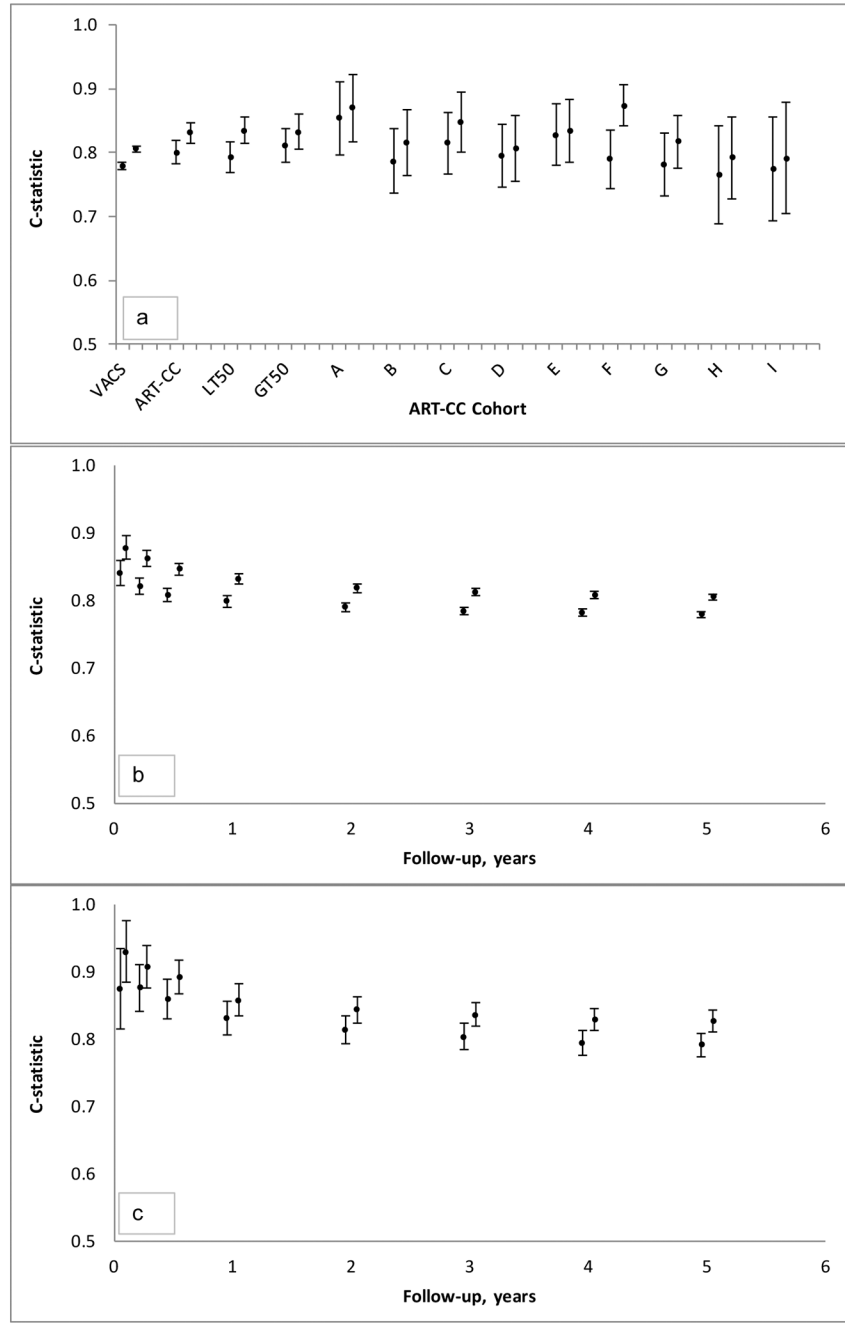 1.0
0.9
0.8
0.7
0.6
0.5
C-statistic
a
VACS
ART-CC
LT50
GT50
A
B
C
D
E
F
G
H
I
ART-CC Cohort
1.0
0.9
0.8
0.7
0.6
0.5
C-statistic
b
0 1 2 3 4 5 6
Follow-up, years
1.0
0.9
0.8
0.7
0.6
0.5
C-statistic
c
0 1 2 3 4 5 6
Follow-up, years